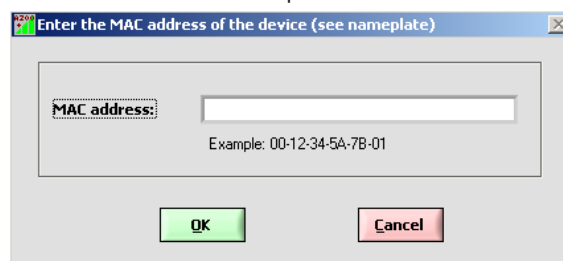 Enter the MAC address of the device (see nameplate)
MAC address:
Example: 00-12-34-5A-7B-01
OK
Cancel